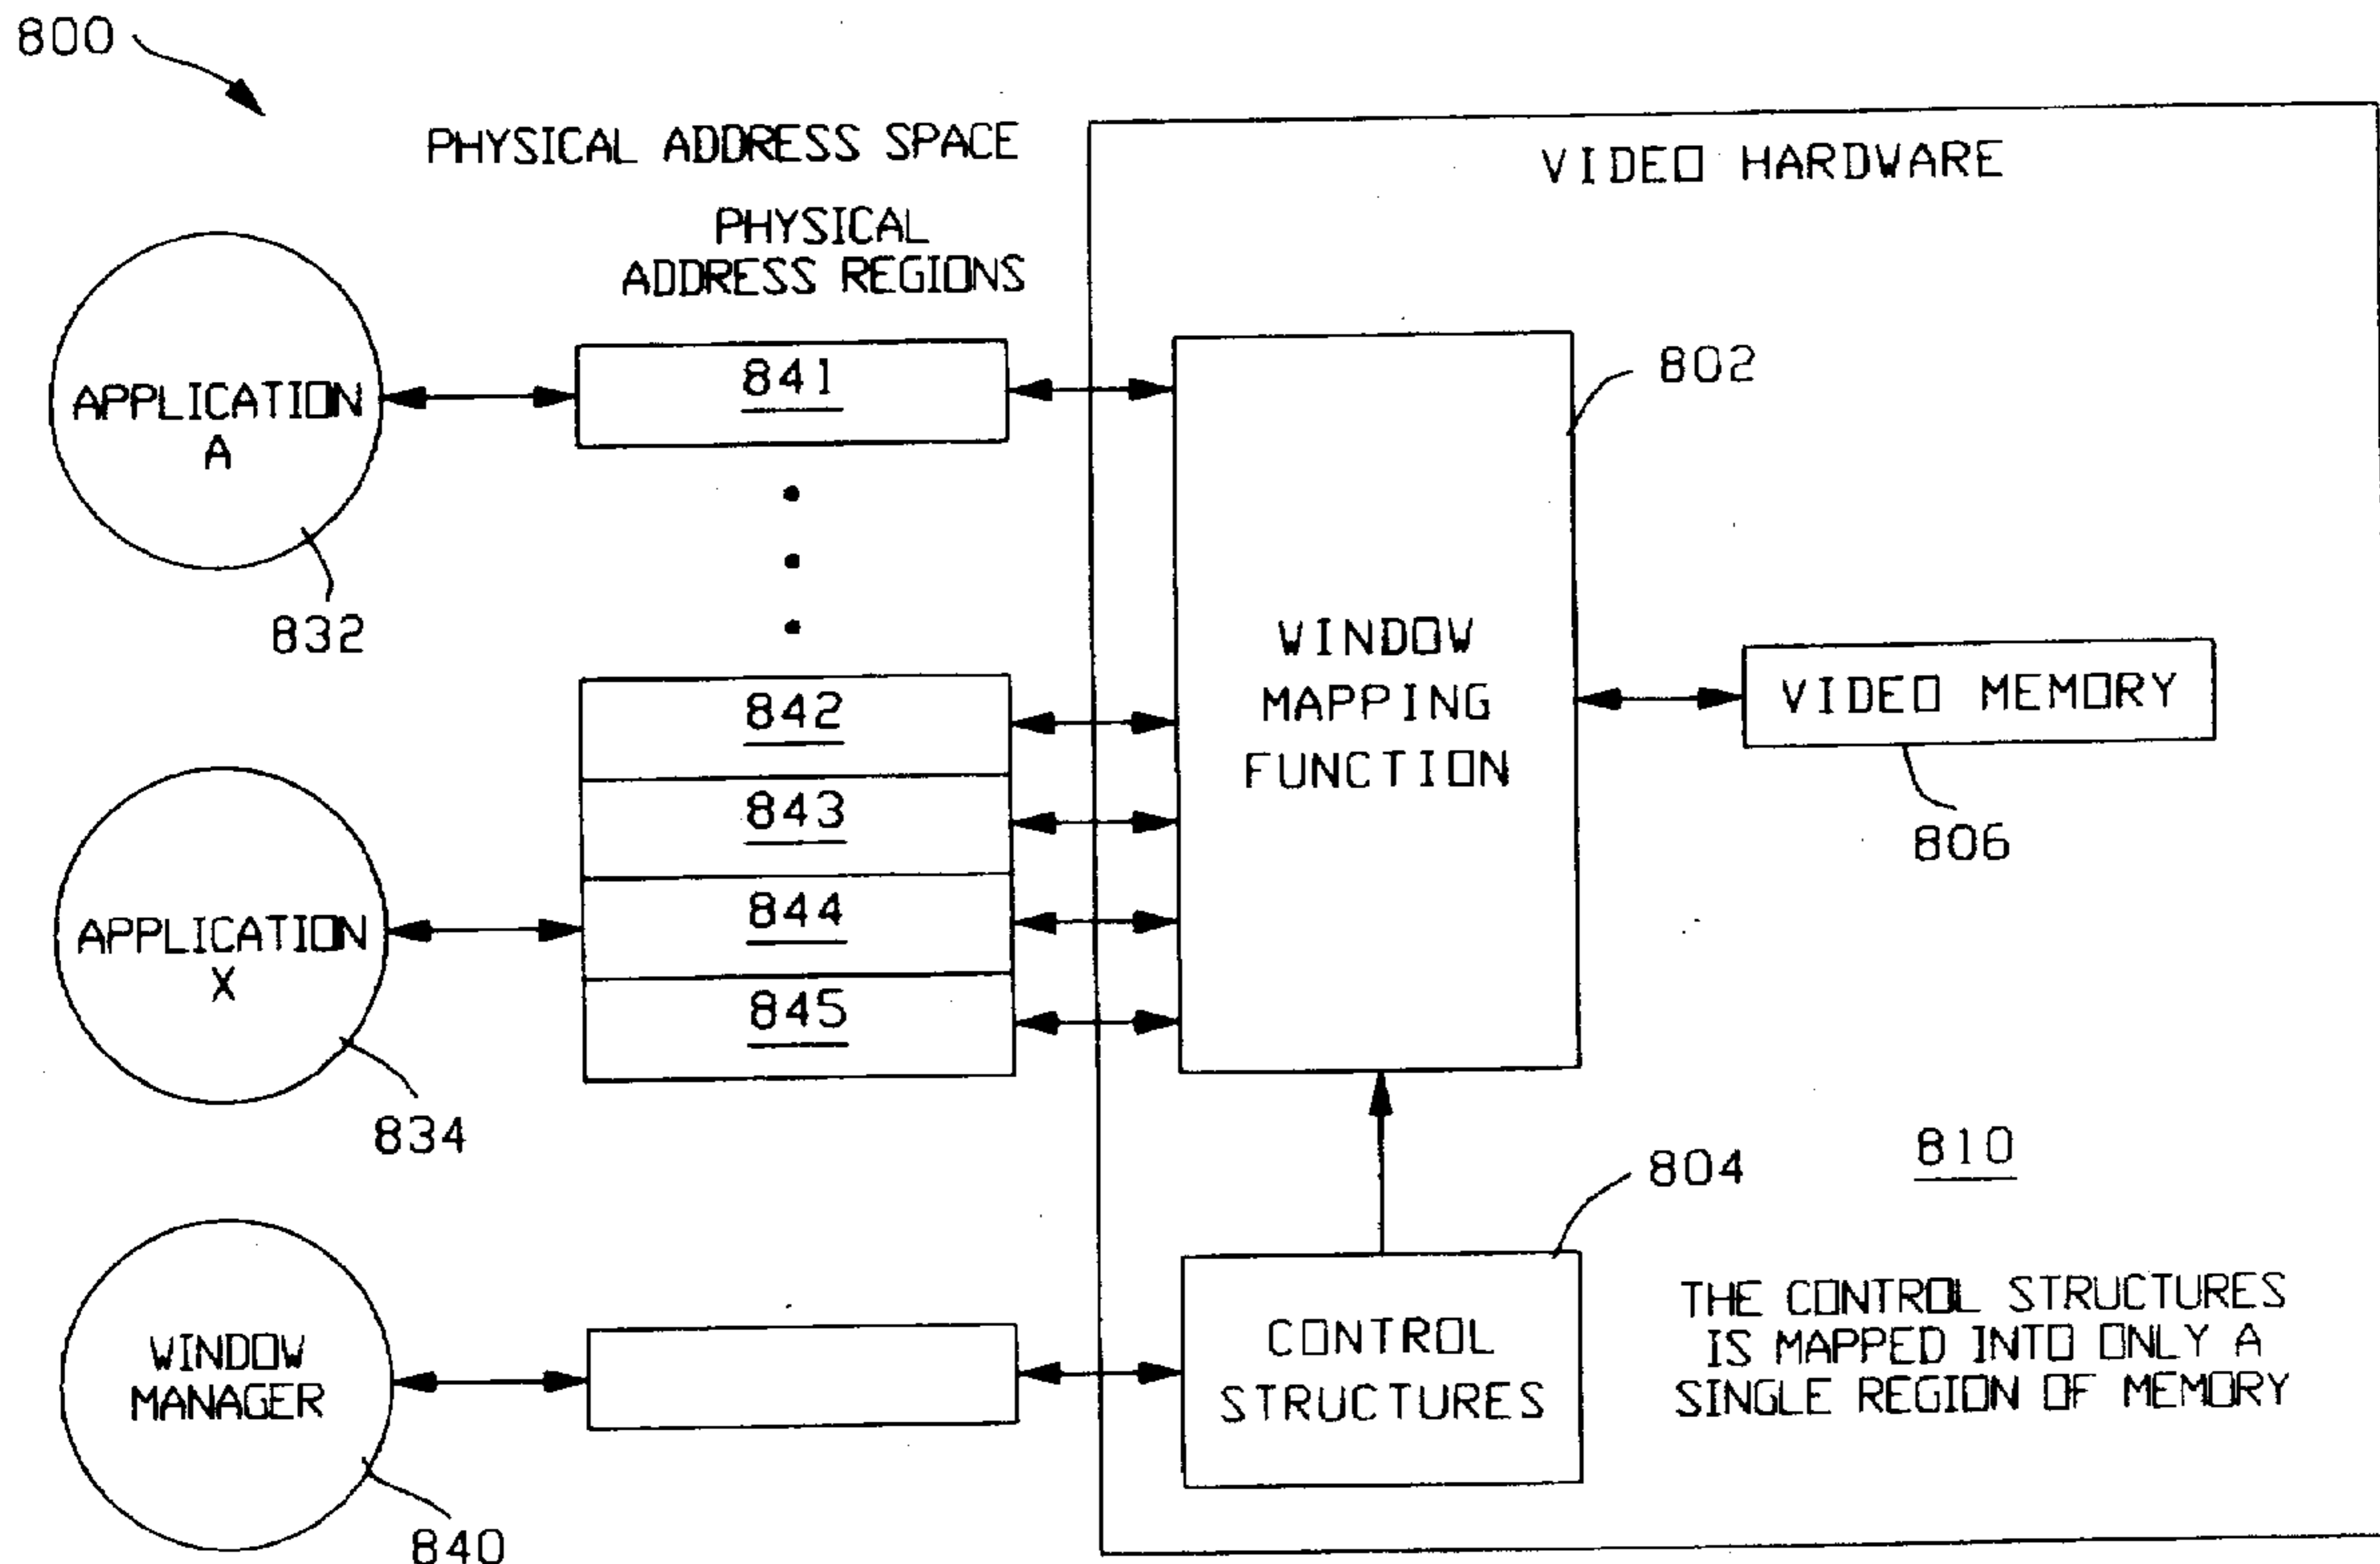 800
PHYSICAL ADDRESS SPACE
PHYSICAL
ADDRESS REGIONS
VIDEO HARDWARE
APPLICATION
A
832
841
842
843
844
845
WINDOW
MAPPING
FUNCTION
802
VIDEO MEMORY
806
APPLICATION
X
834
810
804
WINDOW
MANAGER
840
CONTROL
STRUCTURES
THE CONTROL STRUCTURES
IS MAPPED INTO ONLY A
SINGLE REGION OF MEMORY